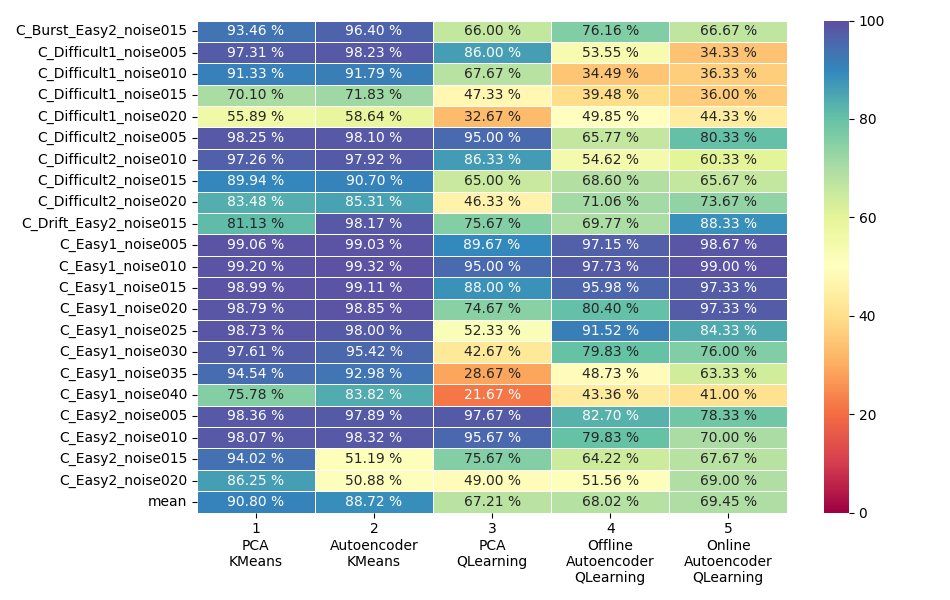 C_Burst_Easy2_noise015 93.46 % 96.40 % 66.00 % 76.16 % 66.67 % 100
C_Difficult1_noise005 97.31 % 98.23 % 86.00 % 53.55 % 34.33 %
C_Difficult1_noise010 91.33 % 91.79 % 67.67 % 34.49 % 36.33 %
C_Difficult1_noise015 70.10 % 71.83 % 47.33 % 39.48 % 36.00 %
C_Difficult1_noise020 55.89 % 58.64 % 32.67 % 49.85 % 44.33 % 80
C_Difficult2_noise005 98.25 % 98.10 % 95.00 % 65.77 % 80.33 %
C_Difficult2_noise010 97.26 % 97.92 % 86.33 % 54.62 % 60.33 %
C_Difficult2_noise015 89.94 % 90.70 % 65.00 % 68.60 % 65.67 %
C_Difficult2_noise020 83.48 % 85.31 % 46.33 % 71.06 % 73.67 %
C_Drift_Easy2_noise015 81.13 % 98.17 % 75.67 % 69.77 % 88.33 % 60
C_Easy1_noise005 99.06 % 99.03 % 89.67 % 97.15 % 98.67 %
C_Easy1_noise010 99.20 % 99.32 % 95.00 % 97.73 % 99.00 %
C_Easy1_noise015 98.99 % 99.11 % 88.00 % 95.98 % 97.33 %
C_Easy1_noise020 98.79 % 98.85 % 74.67 % 80.40 % 97.33 %
C_Easy1_noise025 98.73 % 98.00 % 52.33 % 91.52 % 84.33 % 40
C_Easy1_noise030 97.61 % 95.42 % 42.67 % 79.83 % 76.00 %
C_Easy1_noise035 94.54 % 92.98 % 28.67 % 48.73 % 63.33 %
C_Easy1_noise040 75.78 % 83.82 % 21.67 % 43.36 % 41.00 %
C_Easy2_noise005 98.36 % 97.89 % 97.67 % 82.70 % 78.33 % 20
C_Easy2_noise010 98.07 % 98.32 % 95.67 % 79.83 % 70.00 %
C_Easy2_noise015 94.02 % 51.19 % 75.67 % 64.22 % 67.67 %
C_Easy2_noise020 86.25 % 50.88 % 49.00 % 51.56 % 69.00 %
mean 90.80 % 88.72 % 67.21 % 68.02 % 69.45 % 0
1 2 3 4 5
PCA Autoencoder PCA Offline Online
KMeans KMeans QLearning Autoencoder Autoencoder
QLearning QLearning